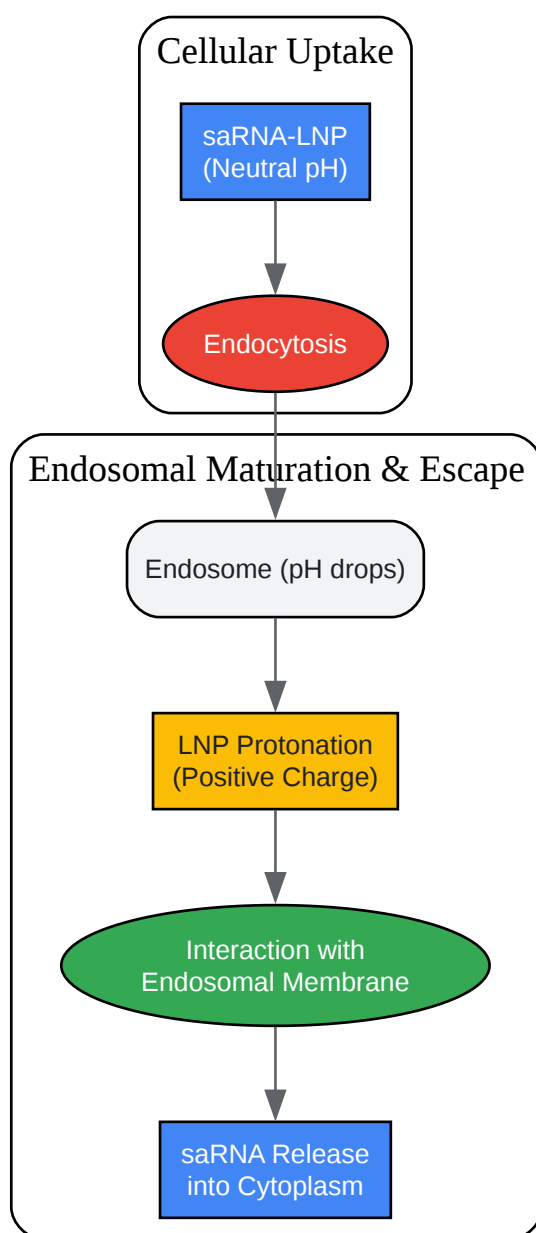 Cellular Uptake
saRNA-LNP
(Neutral pH)
Endocytosis
Endosomal Maturation & Escape
Endosome (pH drops)
LNP Protonation
(Positive Charge)
Interaction with
Endosomal Membrane
saRNA Release
into Cytoplasm